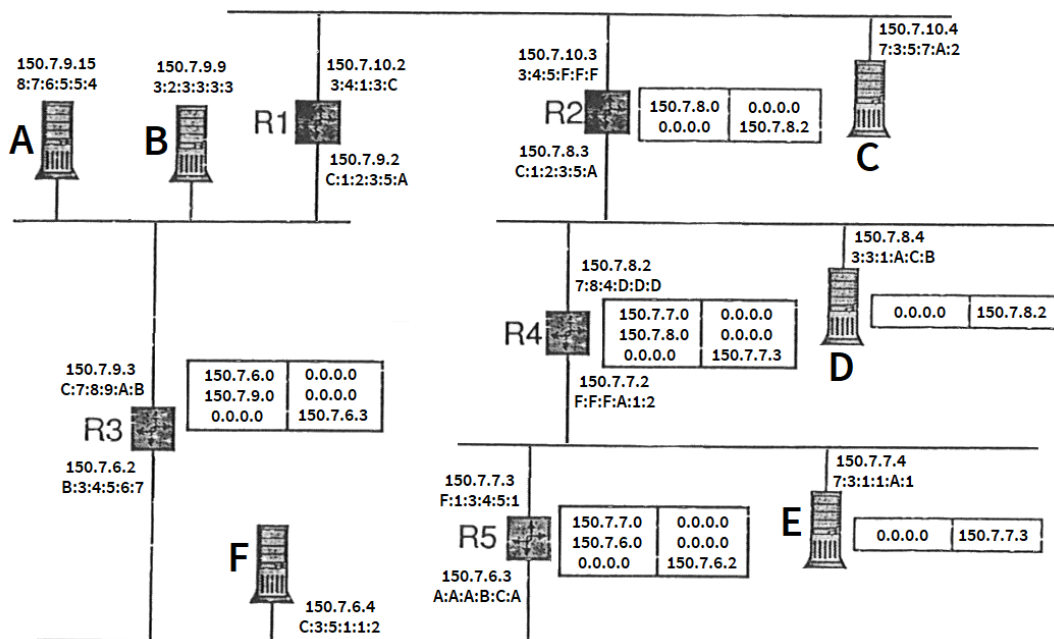 150.7.9.15
8:7:6:5:5:4
A
150.7.9.9
3:2:3:3:3:3
B
150.7.10.2
3:4:1:3:C
R1
150.7.9.2
C:1:2:3:5:A
150.7.10.3
3:4:5:F:F:F
R2
150.7.8.0 0.0.0.0
0.0.0.0 150.7.8.2
150.7.8.3
C:1:2:3:5:A
150.7.10.4
7:3:5:7:A:2
C
150.7.8.2
7:8:4:D:D:D
R4
150.7.7.0 0.0.0.0
150.7.8.0 0.0.0.0
0.0.0.0 150.7.7.3
150.7.7.2
F:F:F:A:1:2
150.7.8.4
3:3:1:A:C:B
D
0.0.0.0 150.7.8.2
150.7.9.3
C:7:8:9:A:B
R3
150.7.6.0 0.0.0.0
150.7.9.0 0.0.0.0
0.0.0.0 150.7.6.3
150.7.6.2
B:3:4:5:6:7
F
150.7.6.4
C:3:5:1:1:2
150.7.7.3
F:1:3:4:5:1
R5
150.7.7.0 0.0.0.0
150.7.6.0 0.0.0.0
0.0.0.0 150.7.6.2
150.7.6.3
A:A:A:B:C:A
150.7.7.4
7:3:1:1:A:1
E
0.0.0.0 150.7.7.3